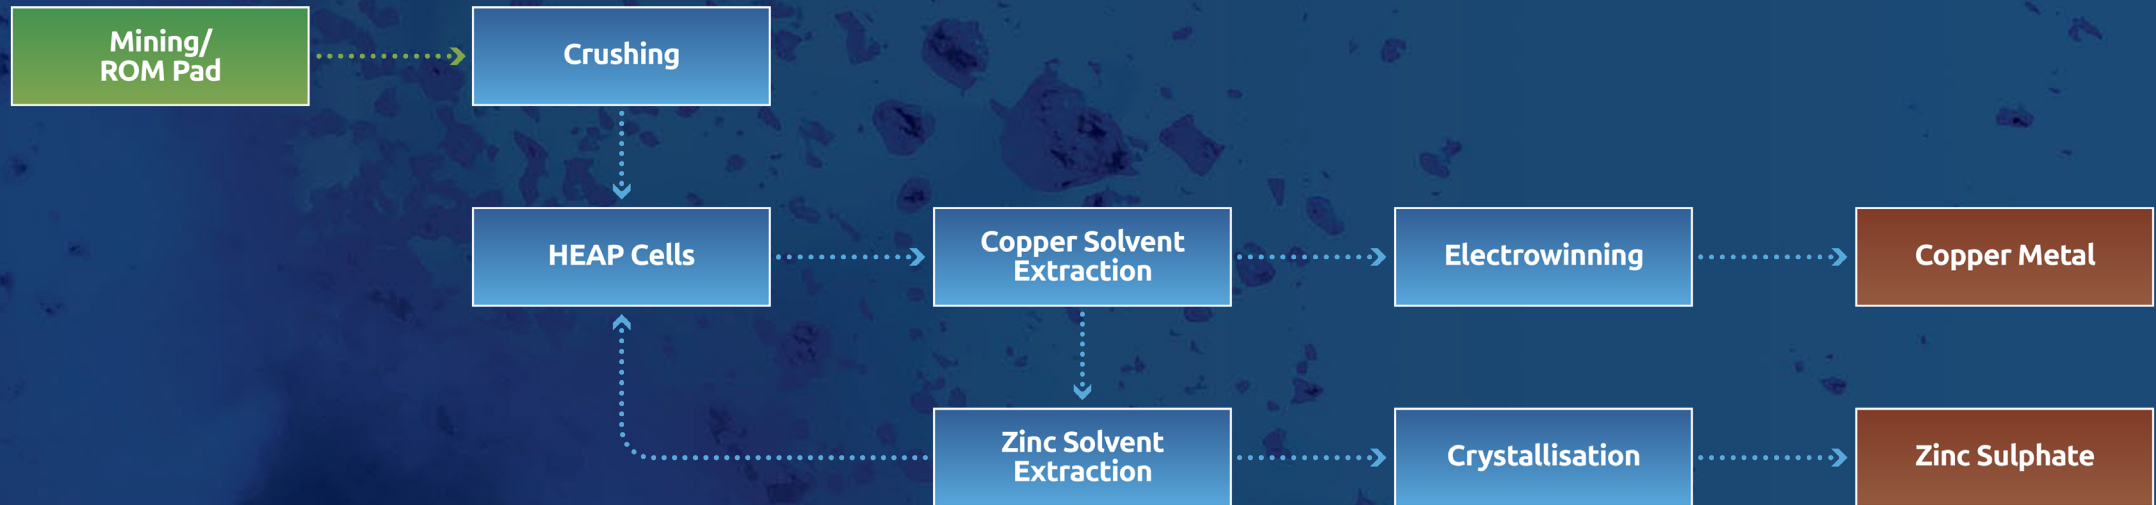 Mining/
ROM Pad
Crushing
HEAP Cells
Copper Solvent
Extraction
Electrowinning
Copper Metal
Zinc Solvent
Extraction
Crystallisation
Zinc Sulphate